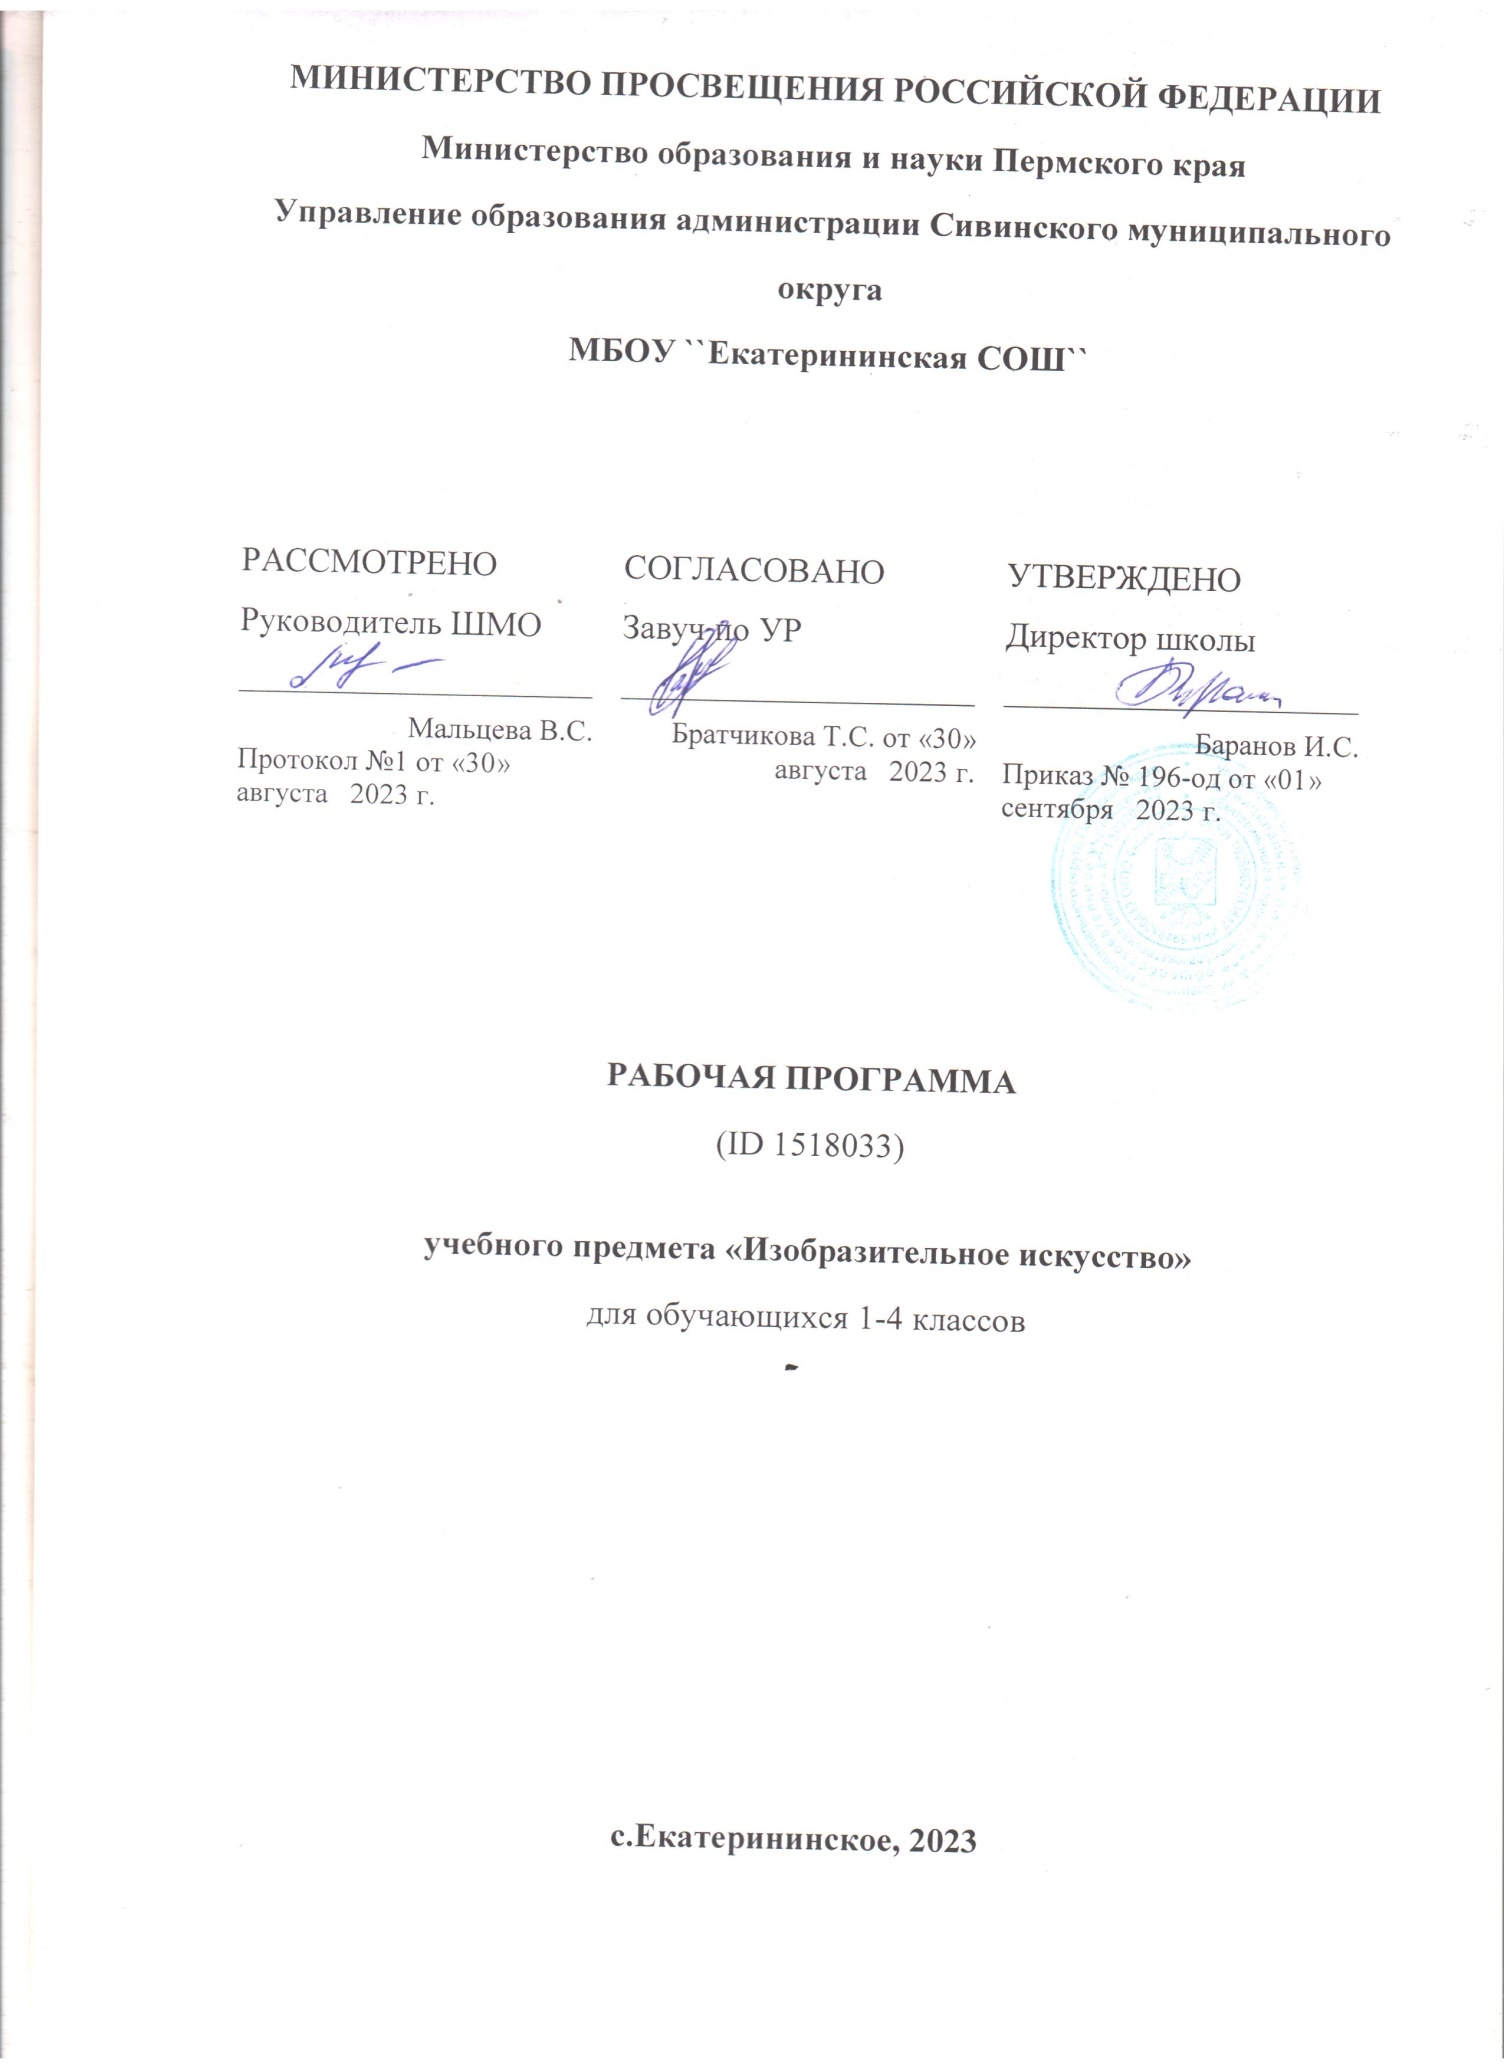 МИНИСТЕРСТВО ПРОСВЕЩЕНИЯ РОССИЙСКОЙ ФЕДЕРАЦИИ
Министерство образования и науки Пермского края
Управление образования администрации Сивинского муниципального
округа
МБОУ ``Екатерининская СОШ``
РАССМОТРЕНО
Руководитель ШМО
Мальцева В.С.
Протокол №1 от «30»
августа 2023 г.
СОГЛАСОВАНО
Завуч по УР
Братчикова Т.С. от «30»
августа 2023 г.
УТВЕРЖДЕНО
Директор школы
Баранов И.С.
Приказ № 196-од от «01»
сентября 2023 г.
РАБОЧАЯ ПРОГРАММА
(ID 1518033)
учебного предмета «Изобразительное искусство»
для обучающихся 1-4 классов
с.Екатерининское, 2023